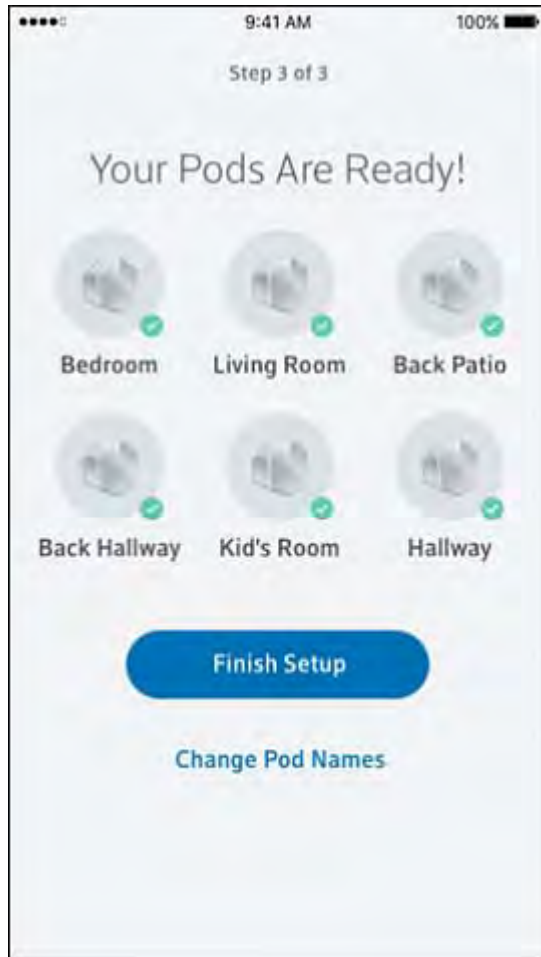 9:41 AM 100%
Step 3 of 3
Your Pods Are Ready!
Bedroom Living Room Back Patio
Back Hallway Kid's Room Hallway
Finish Setup
Change Pod Names